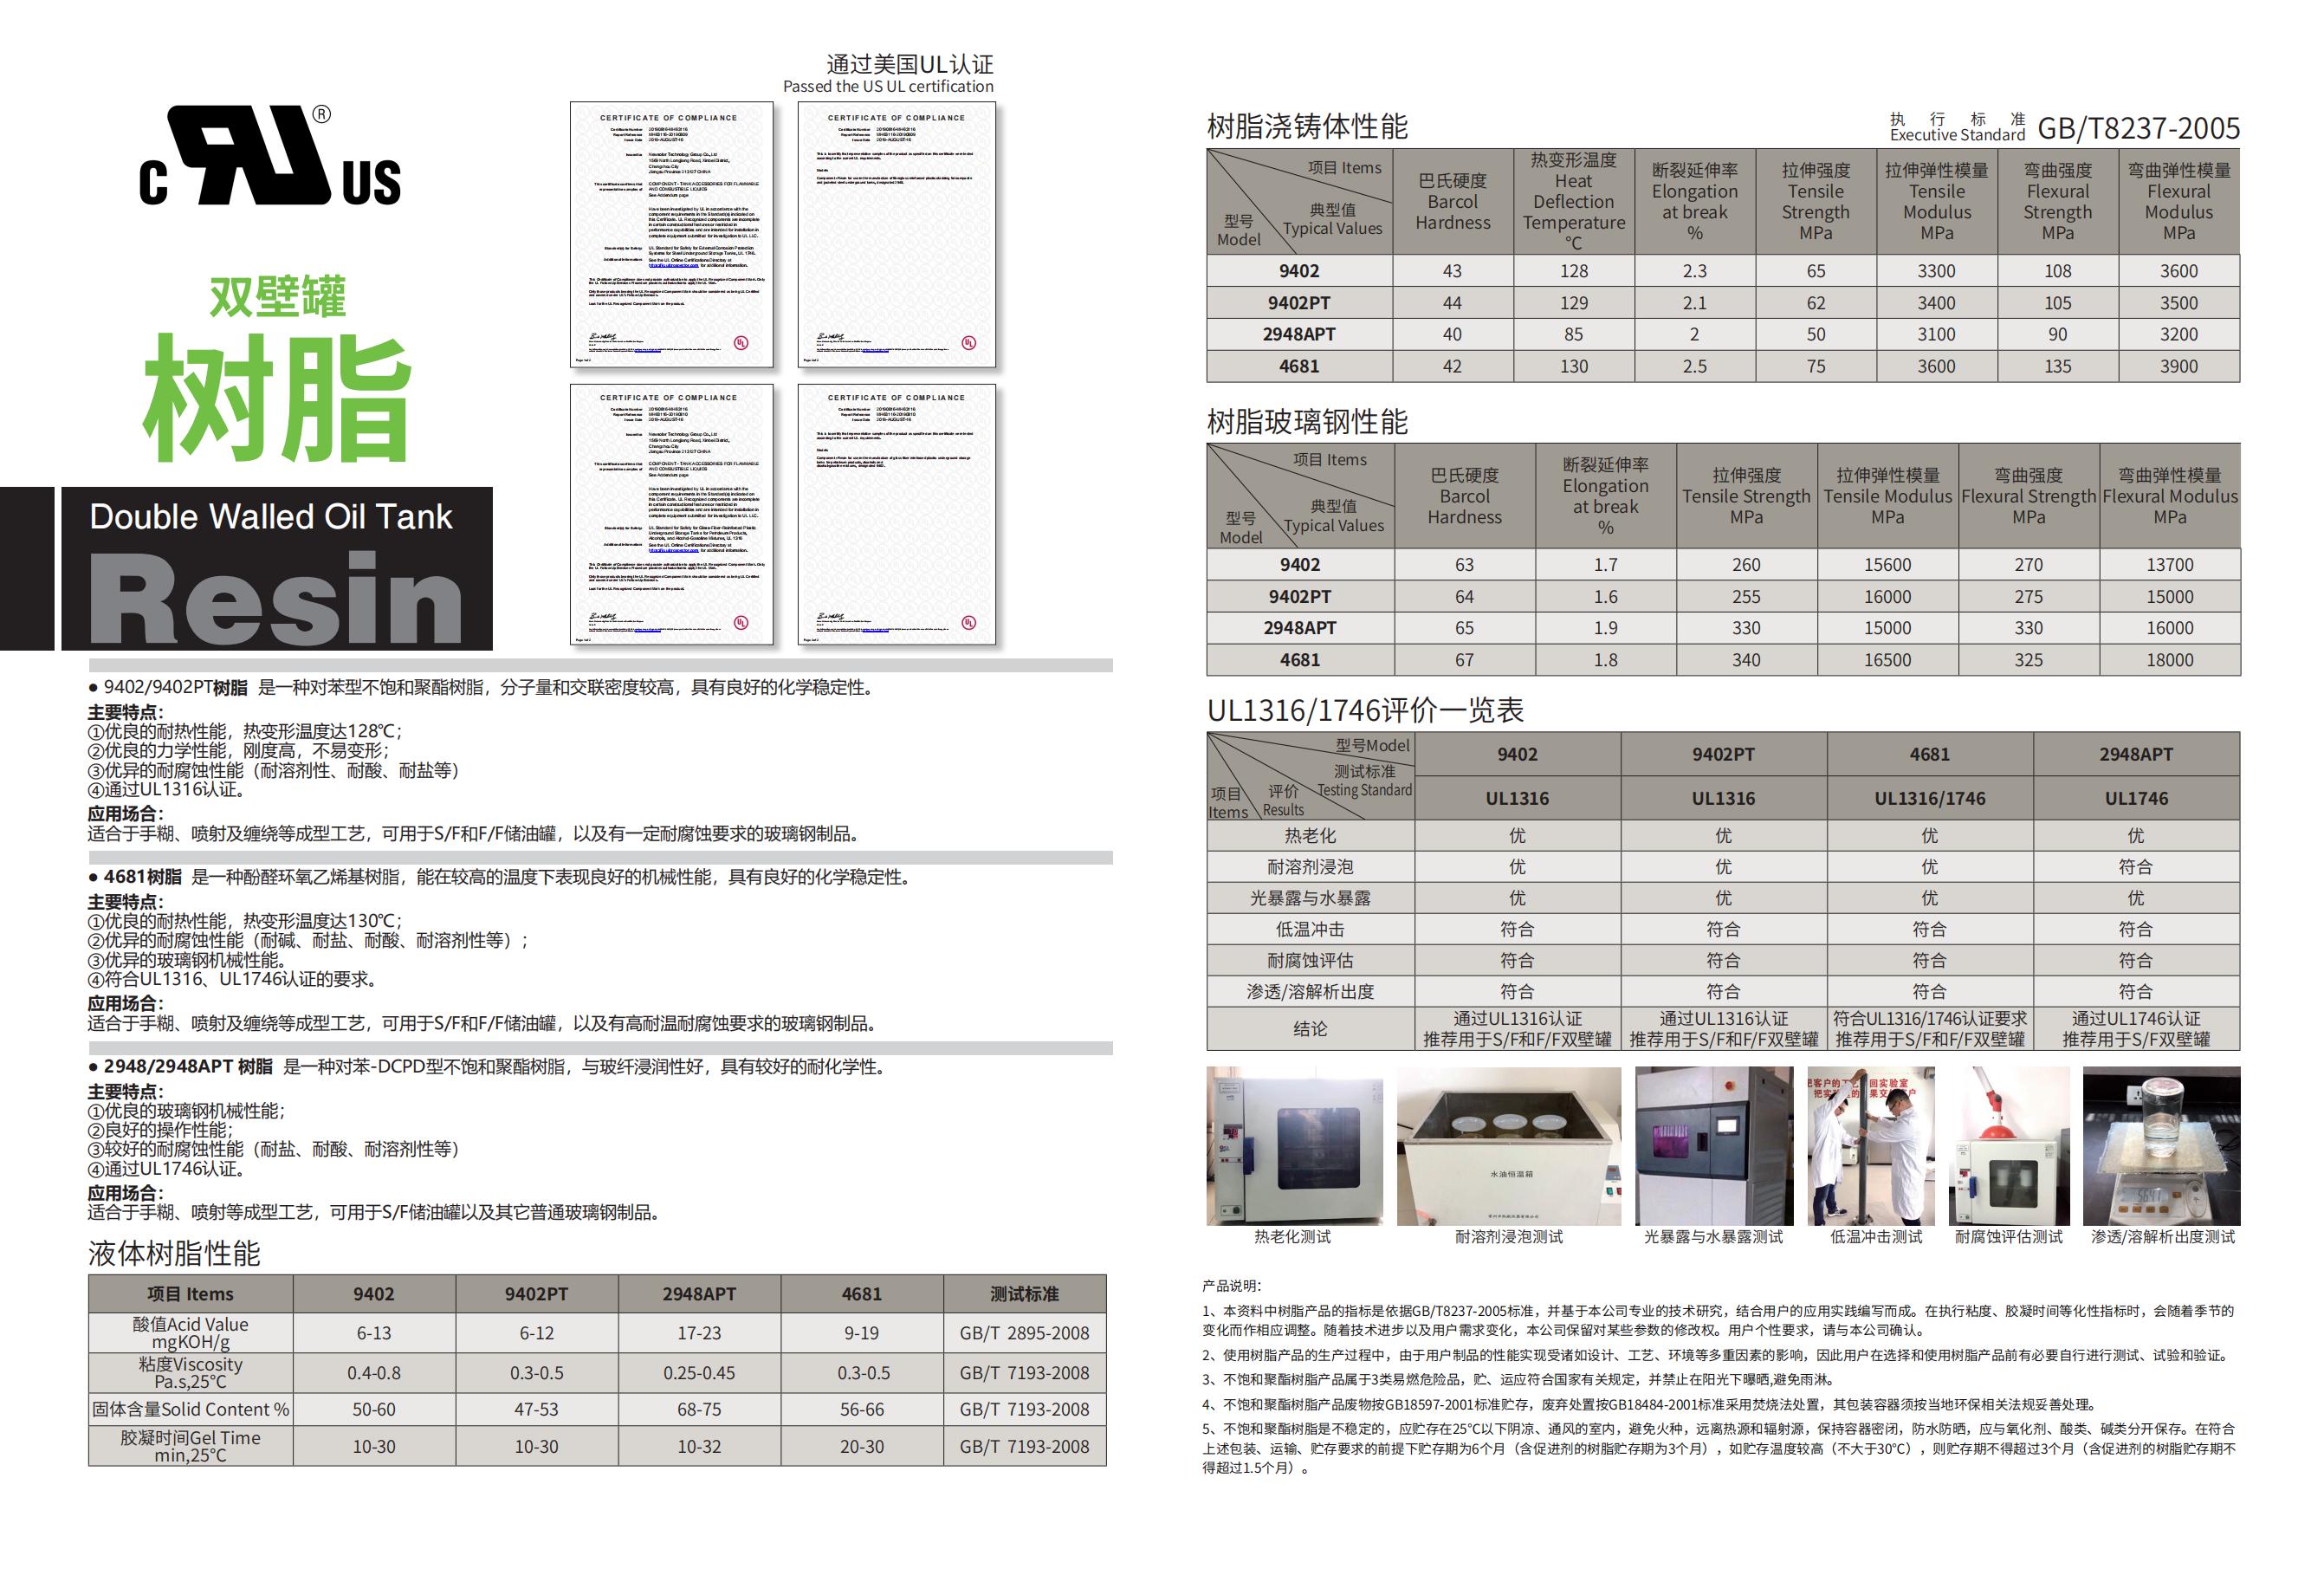 通过美国UL认证
Passed the US UL certification
C
US
®
双壁罐
树脂
Double Walled Oil Tank
Resin
CERTIFICATE OF COMPLIANCE
CERTIFICATE OF COMPLIANCE
CERTIFICATE OF COMPLIANCE
CERTIFICATE OF COMPLIANCE
● 9402/9402PT树脂 是一种对苯型不饱和聚酯树脂，分子量和交联密度较高，具有良好的化学稳定性。
主要特点：
①优良的耐热性能，热变形温度达128℃；
②优良的力学性能，刚度高，不易变形；
③优异的耐腐蚀性能（耐溶剂性、耐酸、耐盐等）
④通过UL1316认证。
应用场合：
适合于手糊、喷射及缠绕等成型工艺，可用于S/F和F/F储油罐，以及有一定耐腐蚀要求的玻璃钢制品。
● 4681树脂 是一种酚醛环氧乙烯基树脂，能在较高的温度下表现良好的机械性能，具有良好的化学稳定性。
主要特点：
①优良的耐热性能，热变形温度达130℃；
②优异的耐腐蚀性能（耐碱、耐盐、耐酸、耐溶剂性等）；
③优异的玻璃钢机械性能。
④符合UL1316、UL1746认证的要求。
应用场合：
适合于手糊、喷射及缠绕等成型工艺，可用于S/F和F/F储油罐，以及有高耐温耐腐蚀要求的玻璃钢制品。
● 2948/2948APT 树脂 是一种对苯-DCPD型不饱和聚酯树脂，与玻纤浸润性好，具有较好的耐化学性。
主要特点：
①优良的玻璃钢机械性能；
②良好的操作性能；
③较好的耐腐蚀性能（耐盐、耐酸、耐溶剂性等）
④通过UL1746认证。
应用场合：
适合于手糊、喷射等成型工艺，可用于S/F储油罐以及其它普通玻璃钢制品。
液体树脂性能
项目 Items 9402 9402PT 2948APT 4681 测试标准
酸值Acid Value
mgKOH/g 6-13 6-12 17-23 9-19 GB/T 2895-2008
粘度Viscosity
Pa.s,25℃ 0.4-0.8 0.3-0.5 0.25-0.45 0.3-0.5 GB/T 7193-2008
固体含量Solid Content % 50-60 47-53 68-75 56-66 GB/T 7193-2008
胶凝时间Gel Time
min,25℃ 10-30 10-30 10-32 20-30 GB/T 7193-2008
树脂浇铸体性能
执行标准
Executive Standard GB/T8237-2005
项目 Items
典型值
Typical Values
型号
Model
巴氏硬度
Barcol
Hardness
热变形温度
Heat
Deflection
Temperature
℃
断裂延伸率
Elongation
at break
%
拉伸强度
Tensile
Strength
MPa
拉伸弹性模量
Tensile
Modulus
MPa
弯曲强度
Flexural
Strength
MPa
弯曲弹性模量
Flexural
Modulus
MPa
9402 43 128 2.3 65 3300 108 3600
9402PT 44 129 2.1 62 3400 105 3500
2948APT 40 85 2 50 3100 90 3200
4681 42 130 2.5 75 3600 135 3900
树脂玻璃钢性能
项目 Items
典型值
Typical Values
型号
Model
巴氏硬度
Barcol
Hardness
断裂延伸率
Elongation
at break
%
拉伸强度
Tensile Strength
MPa
拉伸弹性模量
Tensile Modulus
MPa
弯曲强度
Flexural Strength
MPa
弯曲弹性模量
Flexural Modulus
MPa
9402 63 1.7 260 15600 270 13700
9402PT 64 1.6 255 16000 275 15000
2948APT 65 1.9 330 15000 330 16000
4681 67 1.8 340 16500 325 18000
UL1316/1746评价一览表
型号Model
测试标准
Testing Standard
评价
Results
项目
Items
9402 9402PT 4681 2948APT
UL1316 UL1316 UL1316/1746 UL1746
热老化 优 优 优 优
耐溶剂浸泡 优 优 优 符合
光暴露与水暴露 优 优 优 优
低温冲击 符合 符合 符合 符合
耐腐蚀评估 符合 符合 符合 符合
渗透/溶解析出度 符合 符合 符合 符合
结论
通过UL1316认证
推荐用于S/F和F/F双壁罐
通过UL1316认证
推荐用于S/F和F/F双壁罐
符合UL1316/1746认证要求
推荐用于S/F和F/F双壁罐
通过UL1746认证
推荐用于S/F双壁罐
水油恒温箱
热老化测试
耐溶剂浸泡测试
光暴露与水暴露测试
低温冲击测试
耐腐蚀评估测试
渗透/溶解析出度测试
产品说明：
1、本资料中树脂产品的指标是依据GB/T8237-2005标准，并基于本公司专业的技术研究，结合用户的应用实践编写而成。在执行粘度、胶凝时间等化性指标时，会随着季节的
变化而作相应调整。随着技术进步以及用户需求变化，本公司保留对某些参数的修改权。用户个性要求，请与本公司确认。
2、使用树脂产品的生产过程中，由于用户制品的性能实现受诸如设计、工艺、环境等多重因素的影响，因此用户在选择和使用树脂产品前有必要自行进行测试、试验和验证。
3、不饱和聚酯树脂产品属于3类易燃危险品，贮、运应符合国家有关规定，并禁止在阳光下曝晒,避免雨淋。
4、不饱和聚酯树脂产品废物按GB18597-2001标准贮存，废弃处置按GB18484-2001标准采用焚烧法处置，其包装容器须按当地环保相关法规妥善处理。
5、不饱和聚酯树脂是不稳定的，应贮存在25℃以下阴凉、通风的室内，避免火种，远离热源和辐射源，保持容器密闭，防水防晒，应与氧化剂、酸类、碱类分开保存。在符合
上述包装、运输、贮存要求的前提下贮存期为6个月（含促进剂的树脂贮存期为3个月），如贮存温度较高（不大于30℃），则贮存期不得超过3个月（含促进剂的树脂贮存期不
得超过1.5个月）。